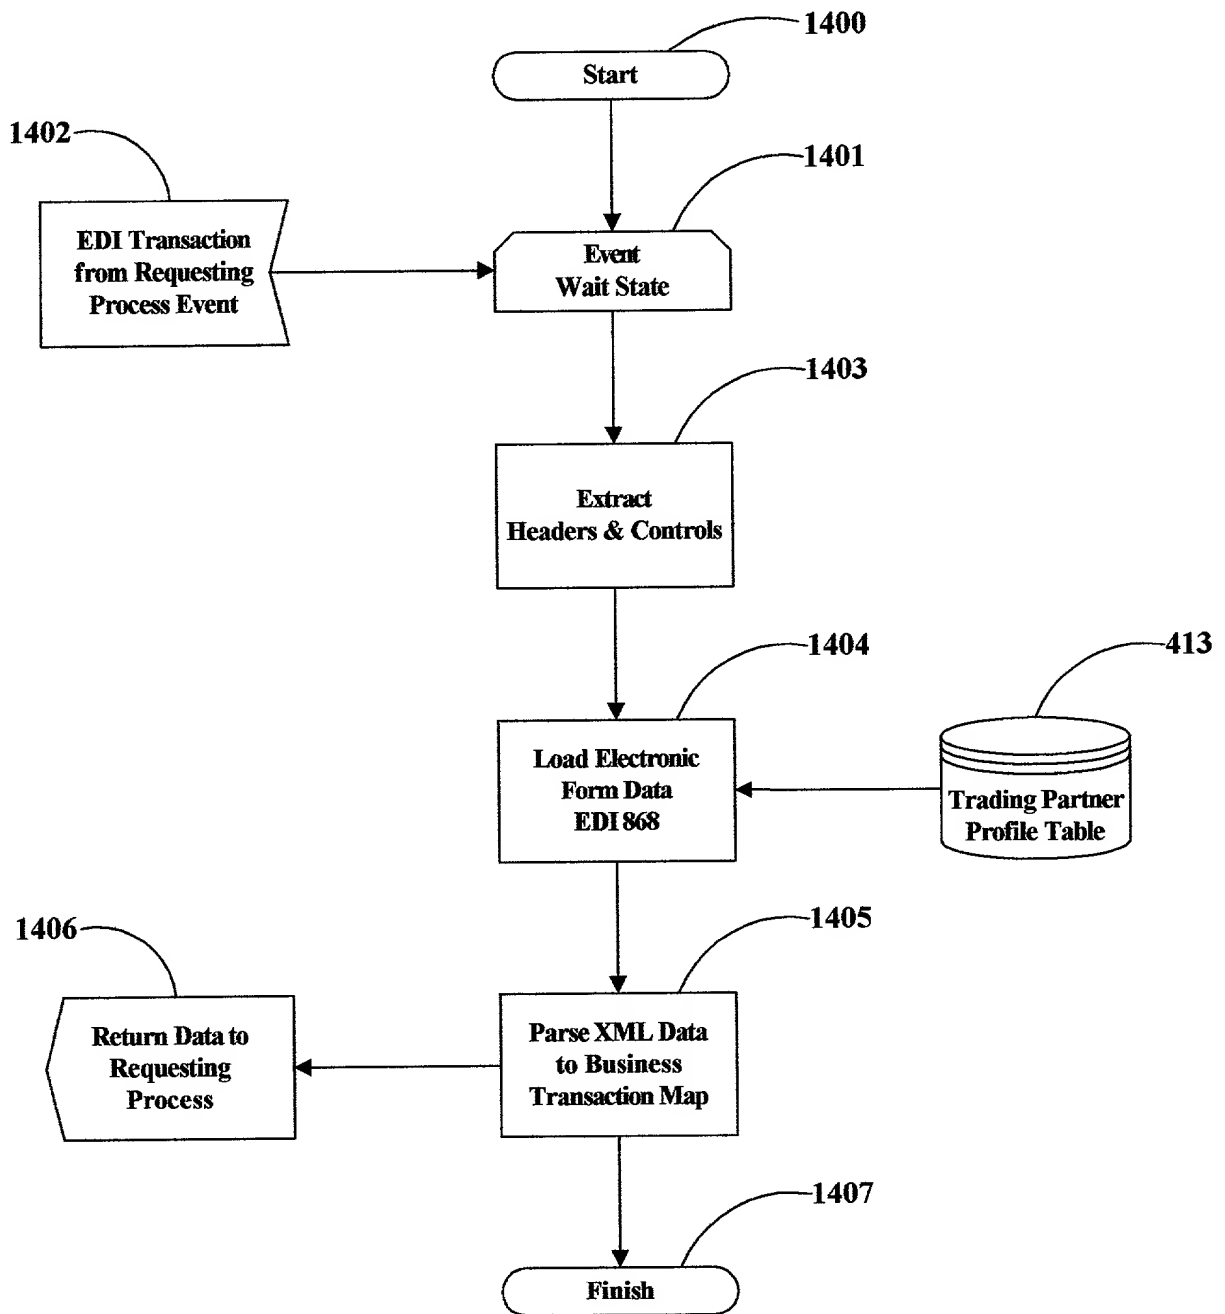 1400
Start
1402
1401
EDI Transaction
from Requesting
Process Event
Event
Wait State
1403
Extract
Headers & Controls
1404
413
Load Electronic
Form Data
EDI 868
Trading Partner
Profile Table
1406
1405
Return Data to
Requesting
Process
Parse XML Data
to Business
Transaction Map
1407
Finish